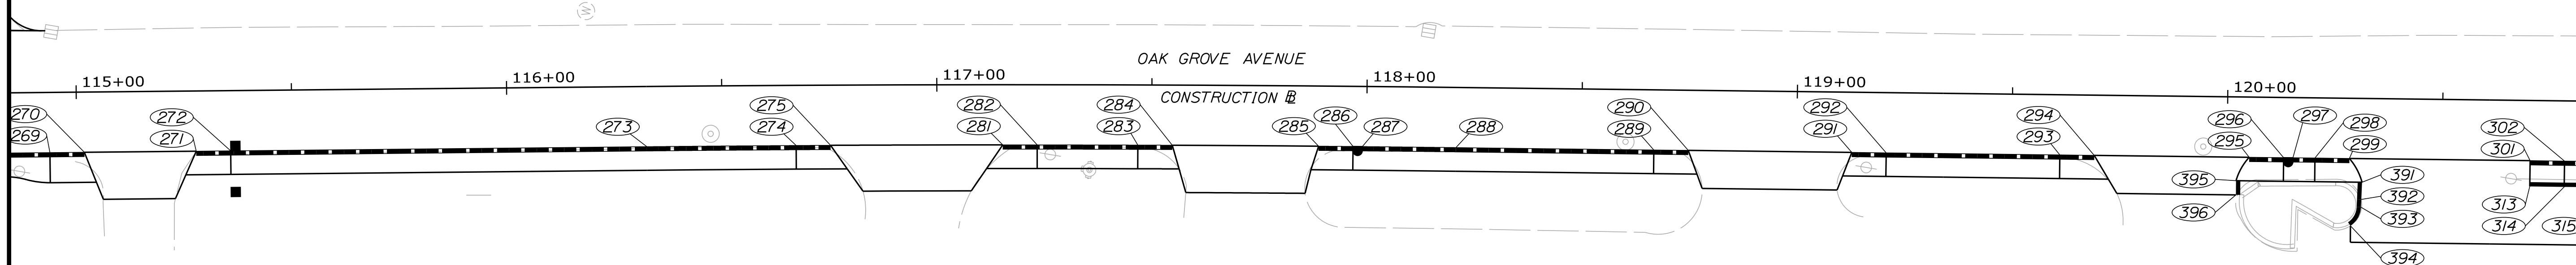 M
OAK GROVE AVENUE
115+00 116+00 117+00 118+00 119+00 120+00
CONSTRUCTION BL
270 272 275 282 284 286 290 292 294 296 297 298 302
269 271 273 274 281 283 285 287 288 289 291 293 295 299 301
395 391
396 392 313
393 314 315
394